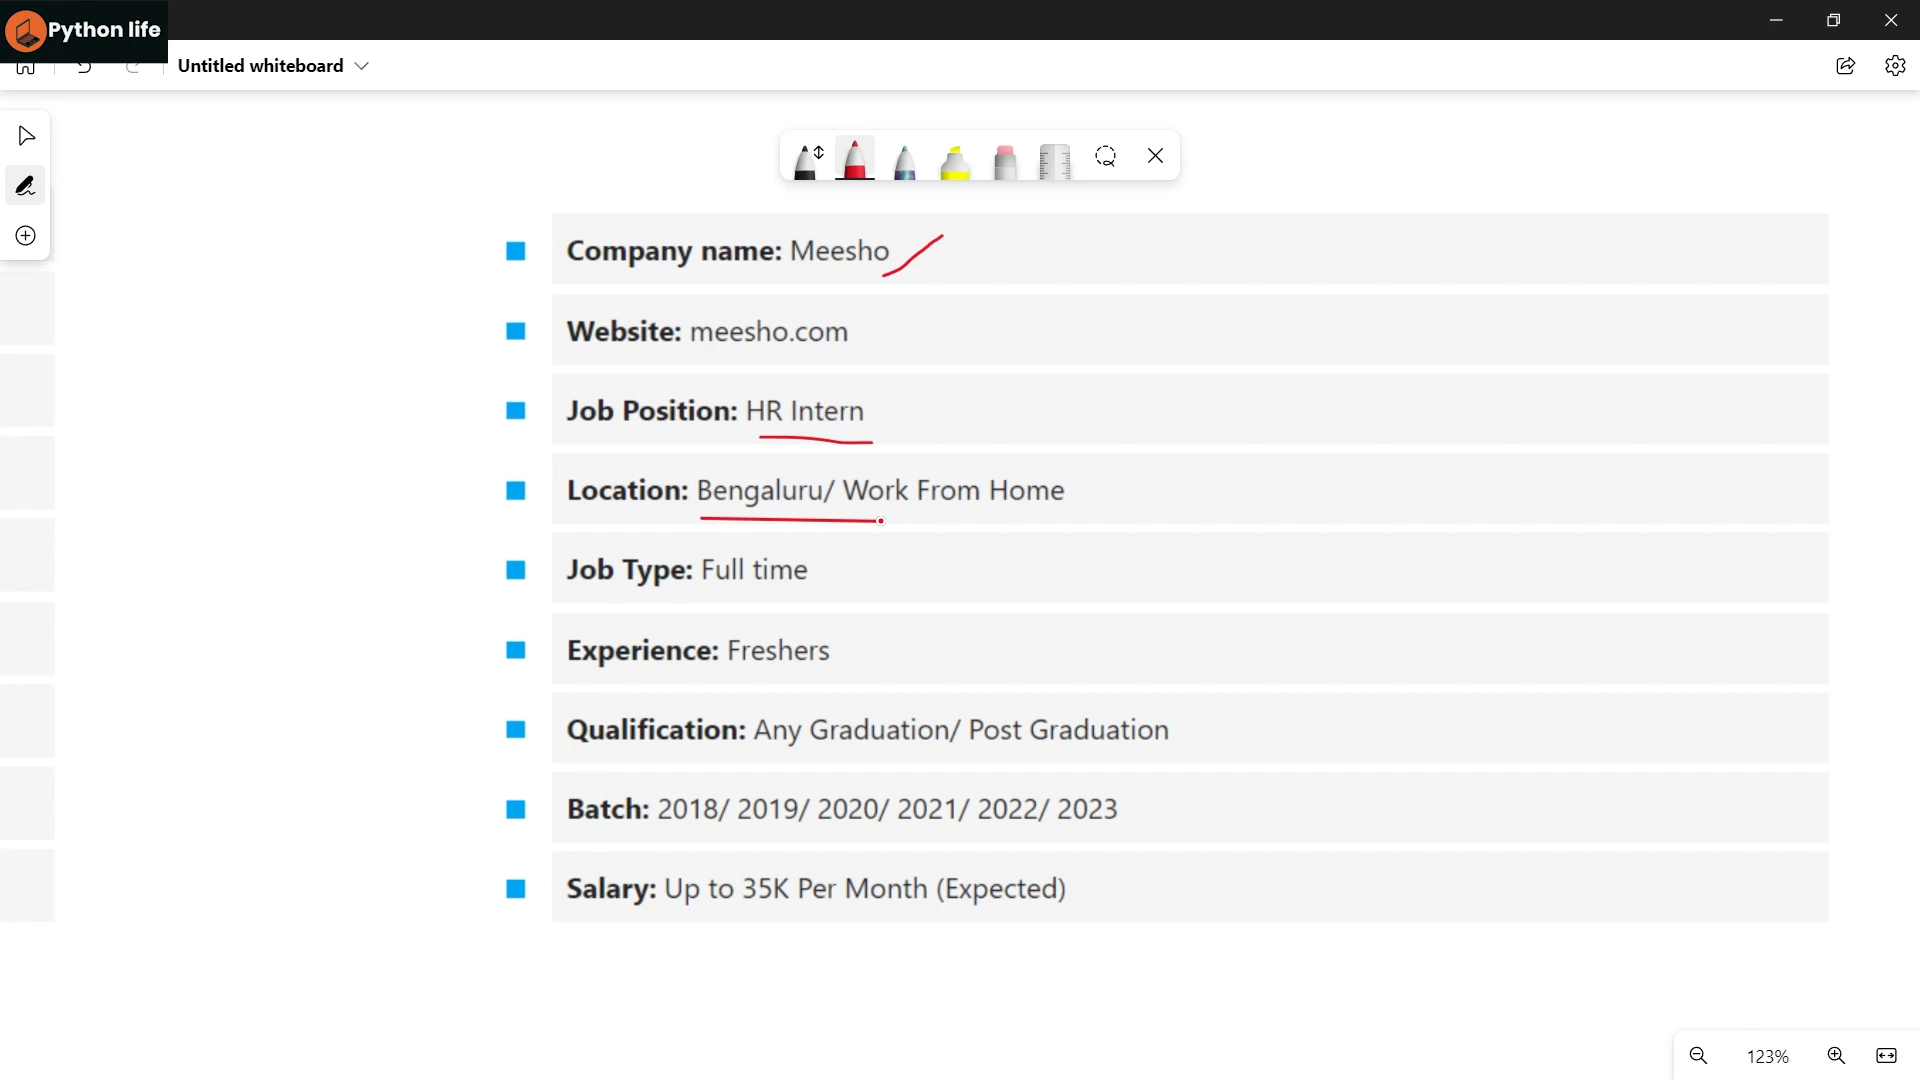 Python life
Untitled whiteboard
Company name: Meesho
Website: meesho.com
Job Position: HR Intern
Location: Bengaluru/ Work From Home
Job Type: Full time
Experience: Freshers
Qualification: Any Graduation/ Post Graduation
Batch: 2018/ 2019/ 2020/ 2021/ 2022/ 2023
Salary: Up to 35K Per Month (Expected)
123%